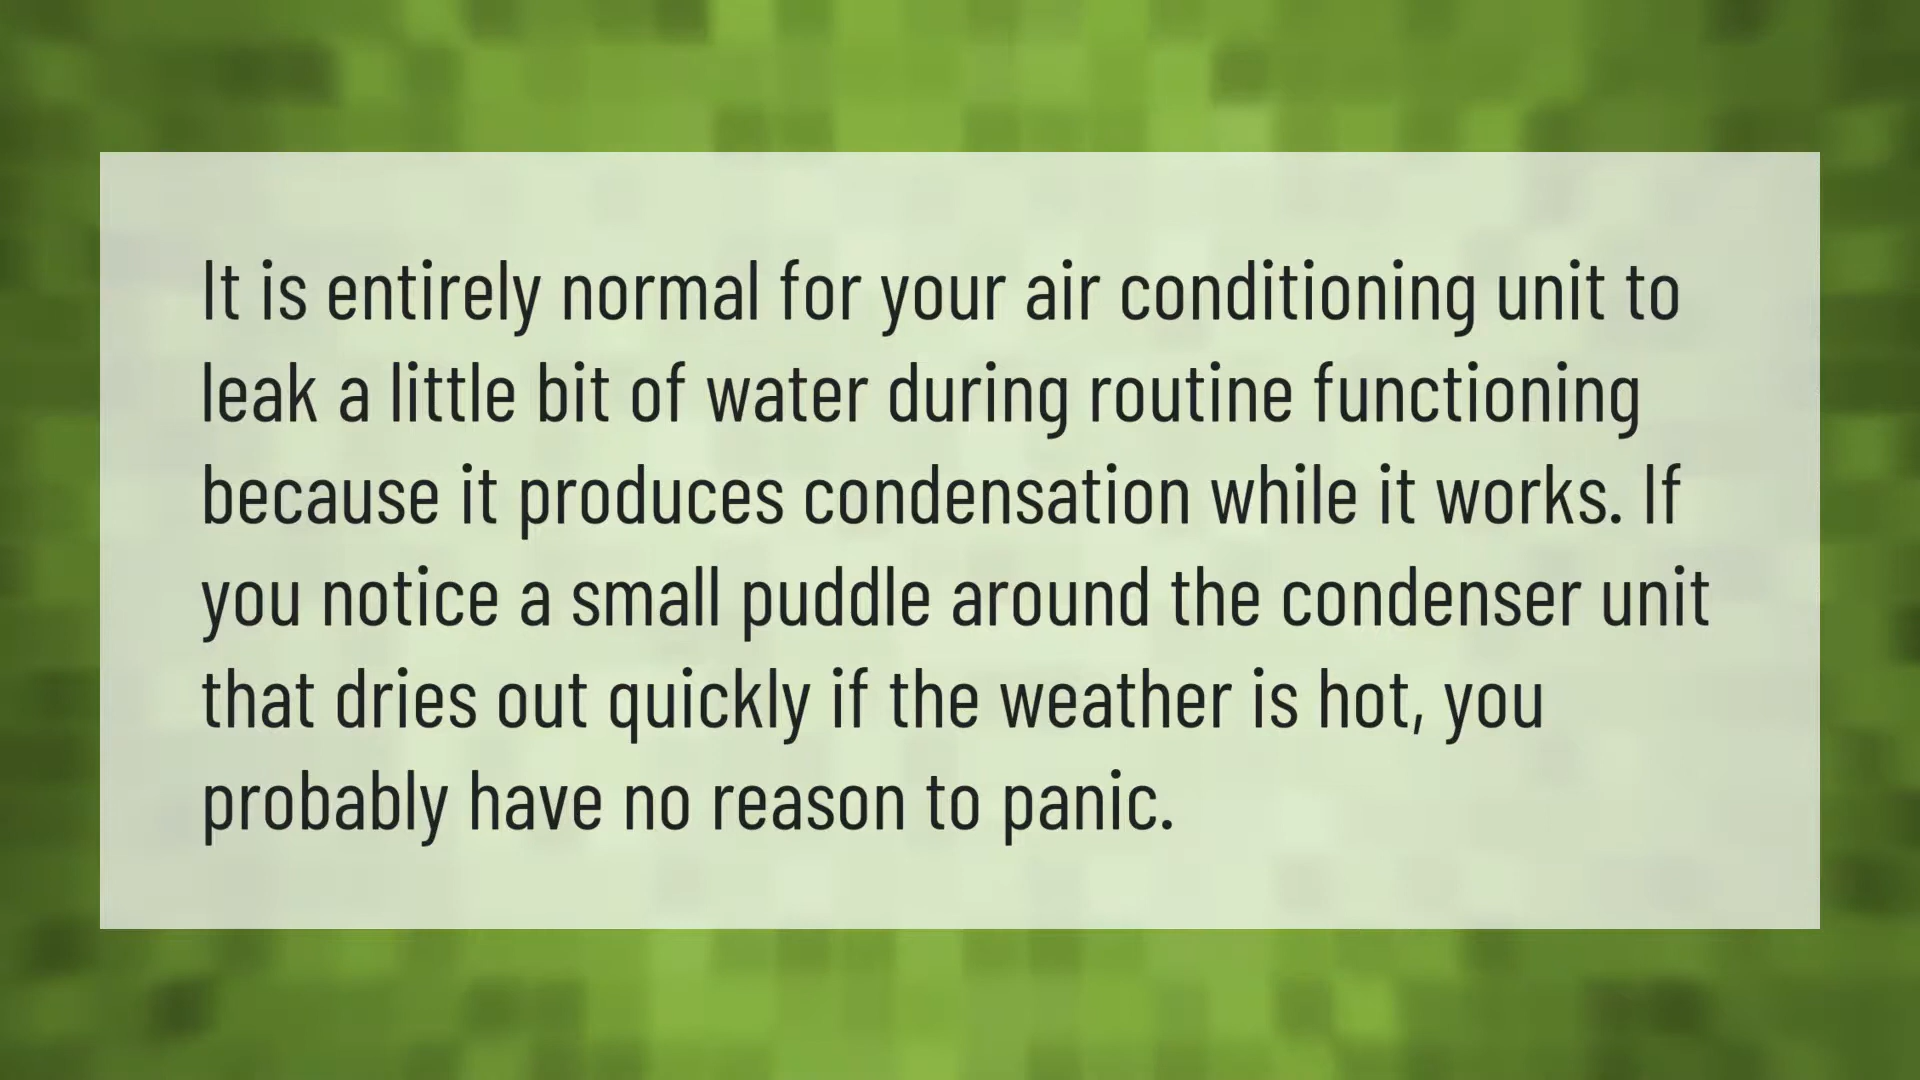 It is entirely normal for your air conditioning unit to
leak a little bit of water during routine functioning
because it produces condensation while it works. If
you notice a small puddle around the condenser unit
that dries out quickly if the weather is hot, you
probably have no reason to panic.